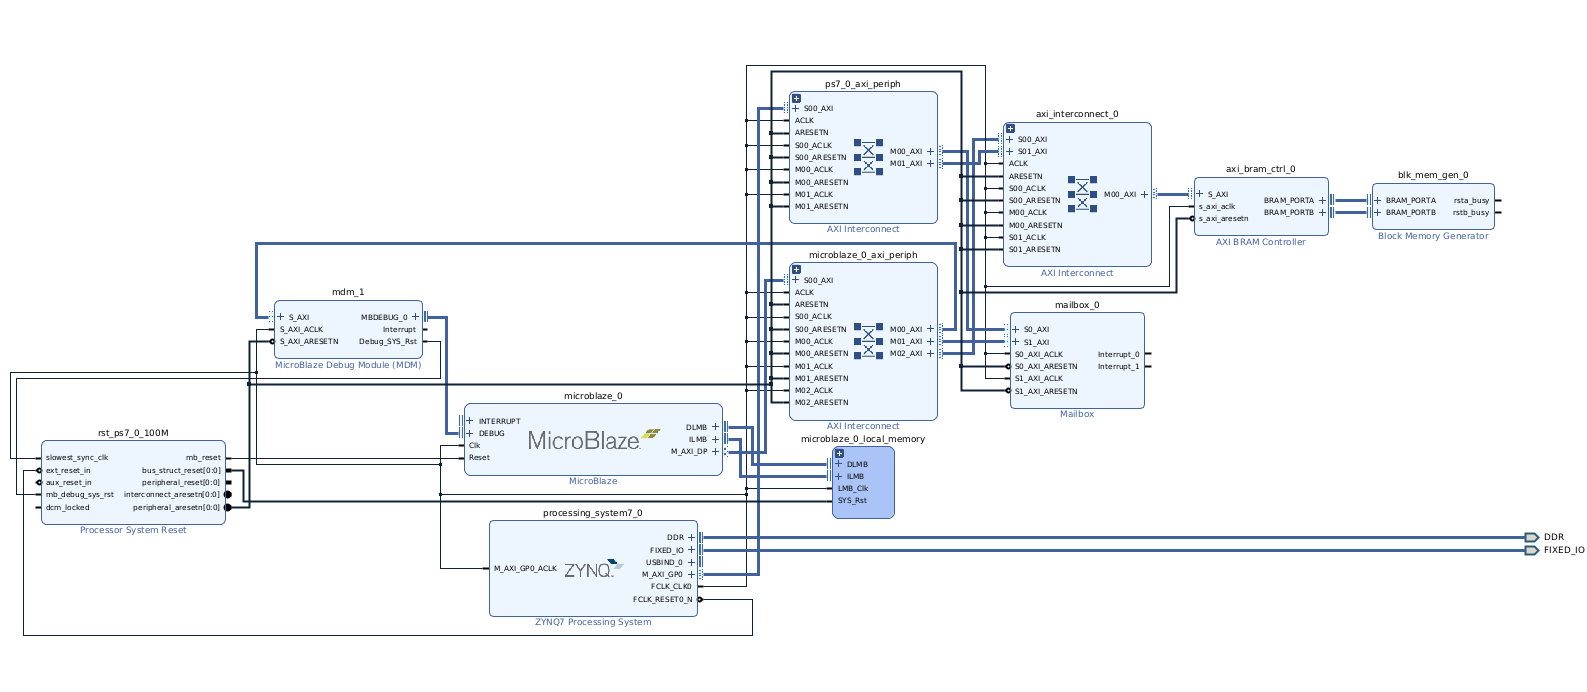 ps7_0_axi_periph
S00_AXI
ACLK
ARESETN
S00_ACLK
S00_ARESETN
M00_ACLK
M00_ARESETN
M01_ACLK
M01_ARESETN
M00_AXI
M01_AXI
AXI Interconnect
axi_interconnect_0
S00_AXI
S01_AXI
ACLK
ARESETN
S00_ACLK
S00_ARESETN
M00_ACLK
M00_ARESETN
S01_ACLK
S01_ARESETN
M00_AXI
AXI Interconnect
axi_bram_ctrl_0
S_AXI
s_axi_aclk
s_axi_aresetn
BRAM_PORTA
BRAM_PORTB
AXI BRAM Controller
blk_mem_gen_0
BRAM_PORTA
BRAM_PORTB
rsta_busy
rstb_busy
Block Memory Generator
microblaze_0_axi_periph
S00_AXI
ACLK
ARESETN
S00_ACLK
S00_ARESETN
M00_ACLK
M00_ARESETN
M01_ACLK
M01_ARESETN
M02_ACLK
M02_ARESETN
M00_AXI
M01_AXI
M02_AXI
AXI Interconnect
mailbox_0
S0_AXI
S1_AXI
S0_AXI_ACLK
S0_AXI_ARESETN
S1_AXI_ACLK
S1_AXI_ARESETN
Interrupt_0
Interrupt_1
Mailbox
mdm_1
S_AXI
S_AXI_ACLK
S_AXI_ARESETN
MBDEBUG_0
Interrupt
Debug_SYS_Rst
MicroBlaze Debug Module (MDM)
microblaze_0
INTERRUPT
DEBUG
Clk
Reset
MicroBlaze
DLMB
ILMB
M_AXI_DP
MicroBlaze
microblaze_0_local_memory
DLMB
ILMB
LMB_Clk
SYS_Rst
rst_ps7_0_100M
slowest_sync_clk
ext_reset_in
aux_reset_in
mb_debug_sys_rst
dcm_locked
mb_reset
bus_struct_reset[0:0]
peripheral_reset[0:0]
interconnect_aresetn[0:0]
peripheral_aresetn[0:0]
Processor System Reset
processing_system7_0
M_AXI_GP0_ACLK
ZYNQ
DDR
FIXED_IO
USBIND_0
M_AXI_GP0
FCLK_CLK0
FCLK_RESET0_N
ZYNQ7 Processing System
DDR
FIXED_IO